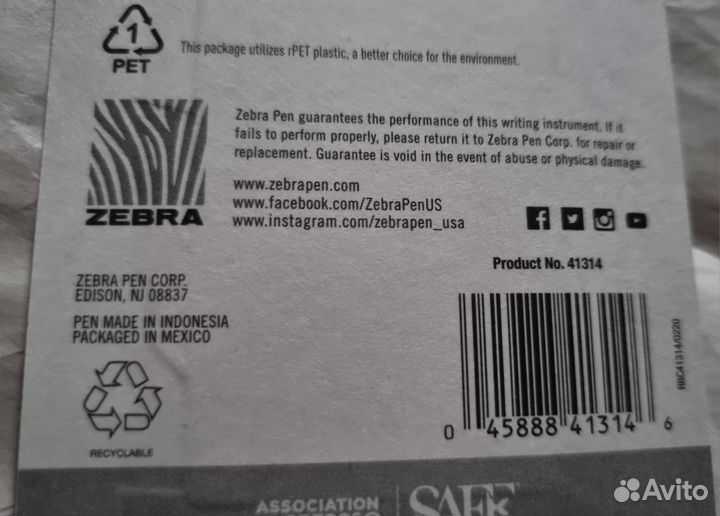 1
PET
This package utilizes rPET plastic, a better choice for the environment.
Zebra Pen guarantees the performance of this writing instrument. If it
fails to perform properly, please return it to Zebra Pen Corp. for repair or
replacement. Guarantee is void in the event of abuse or physical damage.
ZEBRA
www.zebrapen.com
www.facebook.com/ZebraPenUS
www.instagram.com/zebrapen_usa
Product No. 41314
ZEBRA PEN CORP.
EDISON, NJ 08837
PEN MADE IN INDONESIA
PACKAGED IN MEXICO
RECYCLABLE
0 45888 41314 6
RBC41314/0220
ASSOCIATION
Avito